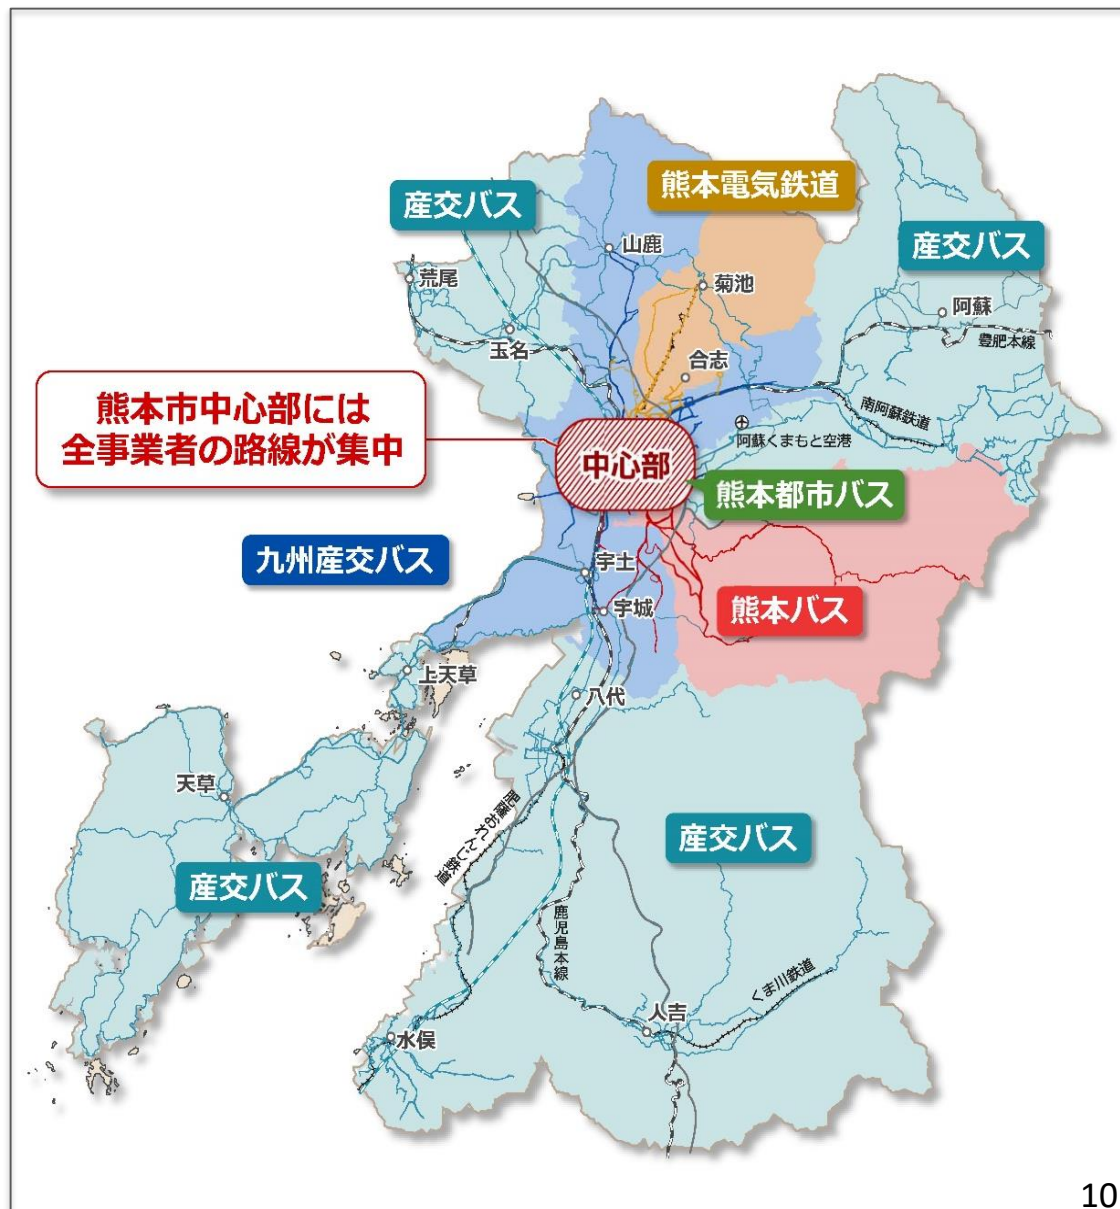 熊本電気鉄道
産交バス
産交バス
山鹿
荒尾
菊池
阿蘇
玉名
豊肥本線
合志
熊本市中心部には
全事業者の路線が集中
南阿蘇鉄道
阿蘇くまもと空港
中心部
熊本都市バス
九州産交バス
宇土
宇城
熊本バス
上天草
八代
天草
肥薩おれんじ鉄道
産交バス
産交バス
鹿児島本線
くま川鉄道
人吉
水俣
10